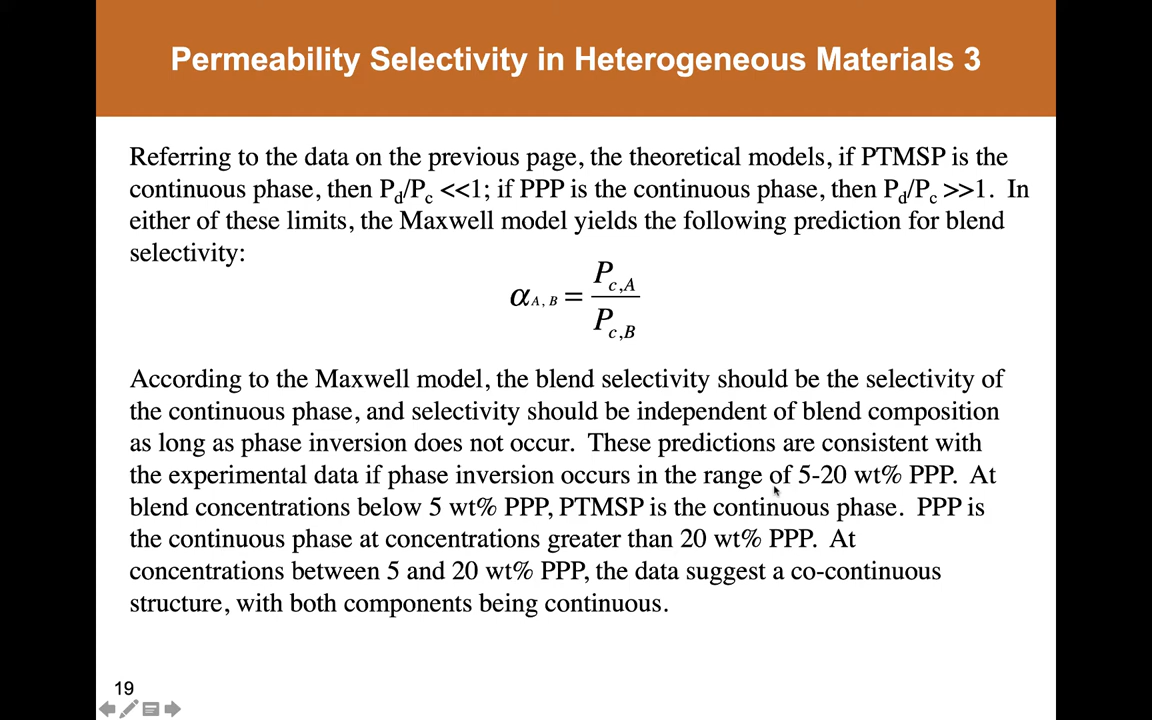 Permeability Selectivity in Heterogeneous Materials 3
Referring to the data on the previous page, the theoretical models, if PTMSP is the
continuous phase, then Pd/Pc <<1; if PPP is the continuous phase, then Pd/Pc >>1. In
either of these limits, the Maxwell model yields the following prediction for blend
selectivity:
αA, B = Pc,A / Pc,B
According to the Maxwell model, the blend selectivity should be the selectivity of
the continuous phase, and selectivity should be independent of blend composition
as long as phase inversion does not occur. These predictions are consistent with
the experimental data if phase inversion occurs in the range of 5-20 wt% PPP. At
blend concentrations below 5 wt% PPP, PTMSP is the continuous phase. PPP is
the continuous phase at concentrations greater than 20 wt% PPP. At
concentrations between 5 and 20 wt% PPP, the data suggest a co-continuous
structure, with both components being continuous.
19